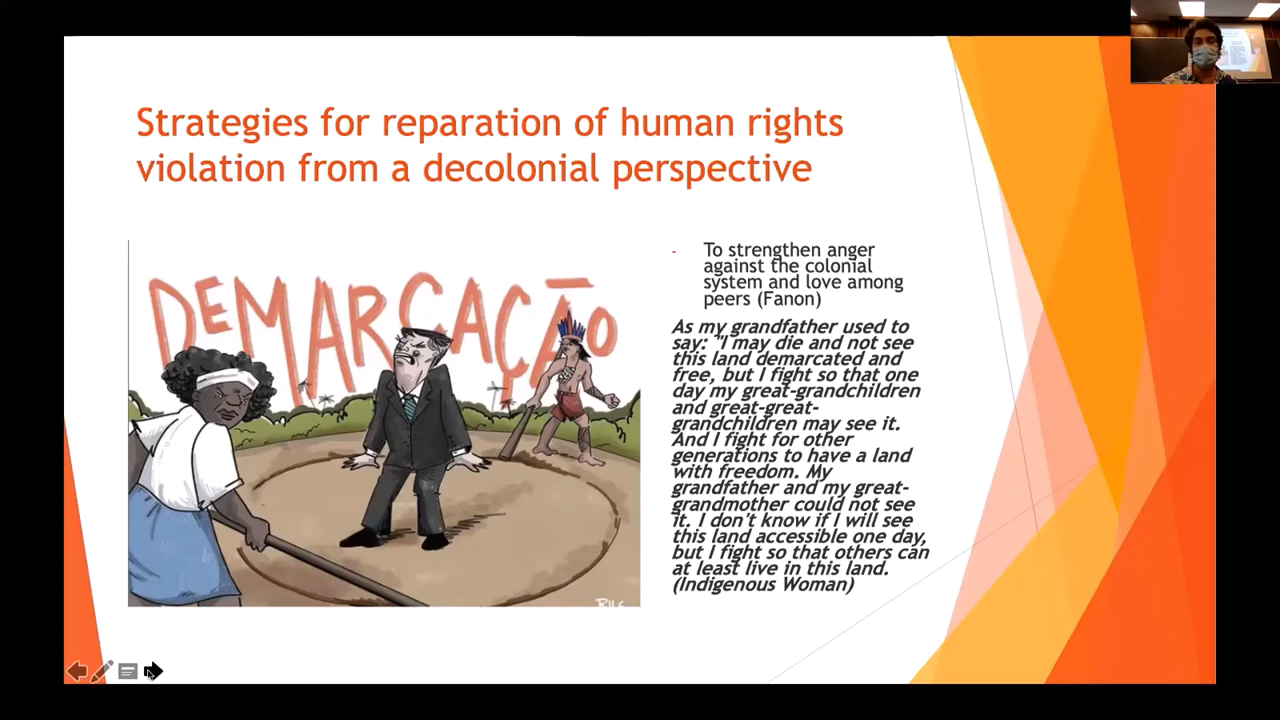 Strategies for reparation of human rights
violation from a decolonial perspective
DEMARCAÇÃO
- To strengthen anger
against the colonial
system and love among
peers (Fanon)
As my grandfather used to
say: "I may die and not see
this land demarcated and
free, but I fight so that one
day my great-grandchildren
and great-great-
grandchildren may see it.
And I fight for other
generations to have a land
with freedom. My
grandfather and my great-
grandmother could not see
it. I don't know if I will see
this land accessible one day,
but I fight so that others can
at least live in this land.
(Indigenous Woman)